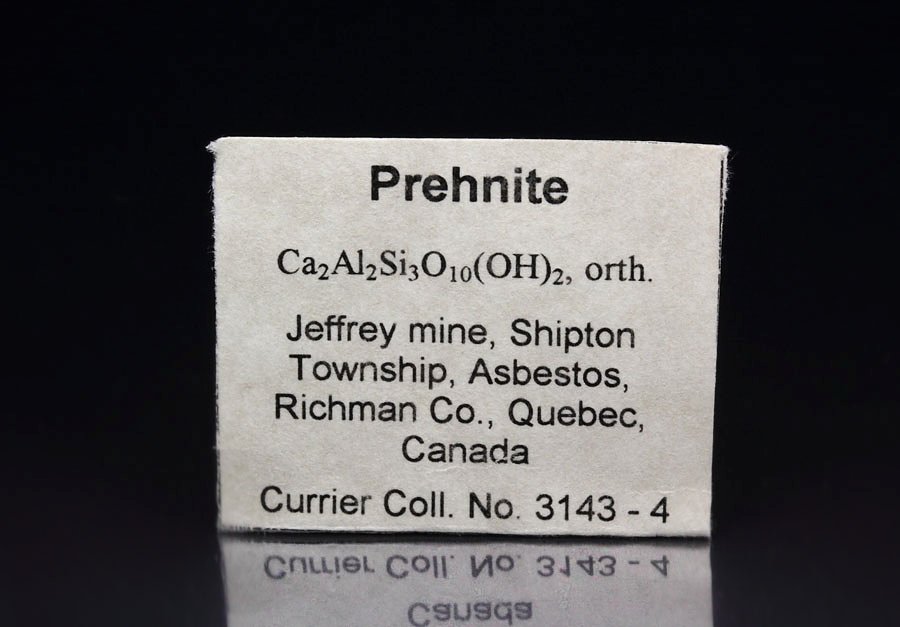 Prehnite
Ca₂Al₂Si₃O₁₀(OH)₂, orth.
Jeffrey mine, Shipton
Township, Asbestos,
Richman Co., Quebec,
Canada
Currier Coll. No. 3143 - 4